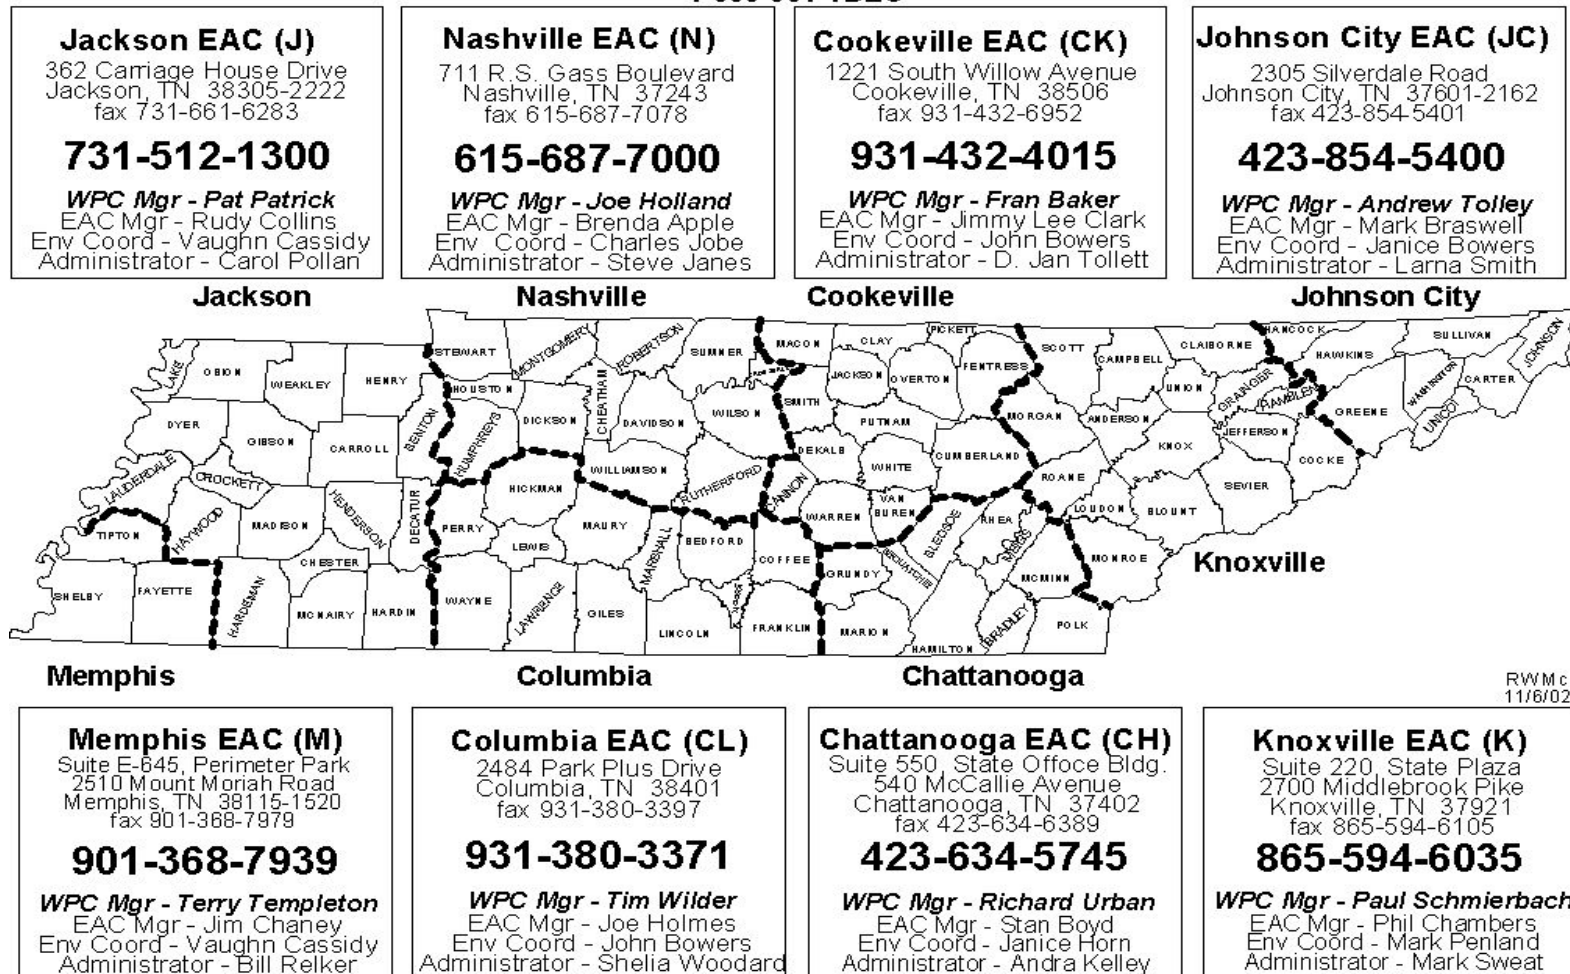 Jackson EAC (J)
362 Carriage House Drive
Jackson, TN 38305-2222
fax 731-661-6283
731-512-1300
WPC Mgr - Pat Patrick
EAC Mgr - Rudy Collins
Env Coord - Vaughn Cassidy
Administrator - Carol Pollan
Nashville EAC (N)
711 R.S. Gass Boulevard
Nashville, TN 37243
fax 615-687-7078
615-687-7000
WPC Mgr - Joe Holland
EAC Mgr - Brenda Apple
Env Coord - Charles Jobe
Administrator - Steve Janes
Cookeville EAC (CK)
1221 South Willow Avenue
Cookeville, TN 38506
fax 931-432-6952
931-432-4015
WPC Mgr - Fran Baker
EAC Mgr - Jimmy Lee Clark
Env Coord - John Bowers
Administrator - D. Jan Tollett
Johnson City EAC (JC)
2305 Silverdale Road
Johnson City, TN 37601-2162
fax 423-854-5401
423-854-5400
WPC Mgr - Andrew Tolley
EAC Mgr - Mark Braswell
Env Coord - Janice Bowers
Administrator - Larna Smith
Jackson
Nashville
Cookeville
Johnson City
LAKE
OBION
WEAKLEY
HENRY
STEWART
MONTGOMERY
ROBERTSON
SUMNER
MACON
CLAY
PICKETT
SCOTT
CAMPBELL
CLAIBORNE
HANCOCK
HAWKINS
SULLIVAN
JOHNSON
DYER
GIBSON
CARROLL
BENTON
HOUSTON
HUMPHREYS
DICKSON
CHEATHAM
DAVIDSON
WILSON
SMITH
JACKSON
OVERTON
FENTRESS
PUTNAM
MORGAN
ANDERSON
UNION
GRAINGER
HAMBLEN
GREENE
WASHINGTON
CARTER
UNICOI
LAUDERDALE
CROCKETT
HAYWOOD
MADISON
HENDERSON
DECATUR
PERRY
HICKMAN
WILLIAMSON
RUTHERFORD
CANNON
DEKALB
WHITE
CUMBERLAND
ROANE
KNOX
JEFFERSON
COCKE
SEVIER
TIPTON
CHESTER
LEWIS
MAURY
MARSHALL
BEDFORD
COFFEE
WARREN
VAN
BUREN
BLEDSOE
RHEA
MEIGS
LOUDON
BLOUNT
MONROE
SHELBY
FAYETTE
HARDEMAN
MCNAIRY
HARDIN
WAYNE
LAWRENCE
GILES
LINCOLN
FRANKLIN
GRUNDY
MARION
HAMILTON
BRADLEY
MCMINN
POLK
Knoxville
Memphis
Columbia
Chattanooga
RWMc
11/6/02
Memphis EAC (M)
Suite E-645, Perimeter Park
2510 Mount Moriah Road
Memphis, TN 38115-1520
fax 901-368-7979
901-368-7939
WPC Mgr - Terry Templeton
EAC Mgr - Jim Chaney
Env Coord - Vaughn Cassidy
Administrator - Bill Relker
Columbia EAC (CL)
2484 Park Plus Drive
Columbia, TN 38401
fax 931-380-3397
931-380-3371
WPC Mgr - Tim Wilder
EAC Mgr - Joe Holmes
Env Coord - John Bowers
Administrator - Shelia Woodard
Chattanooga EAC (CH)
Suite 550, State Offoce Bldg.
540 McCallie Avenue
Chattanooga, TN 37402
fax 423-634-6389
423-634-5745
WPC Mgr - Richard Urban
EAC Mgr - Stan Boyd
Env Coord - Janice Horn
Administrator - Andra Kelley
Knoxville EAC (K)
Suite 220, State Plaza
2700 Middlebrook Pike
Knoxville, TN 37921
fax 865-594-6105
865-594-6035
WPC Mgr - Paul Schmierbach
EAC Mgr - Phil Chambers
Env Coord - Mark Penland
Administrator - Mark Sweat